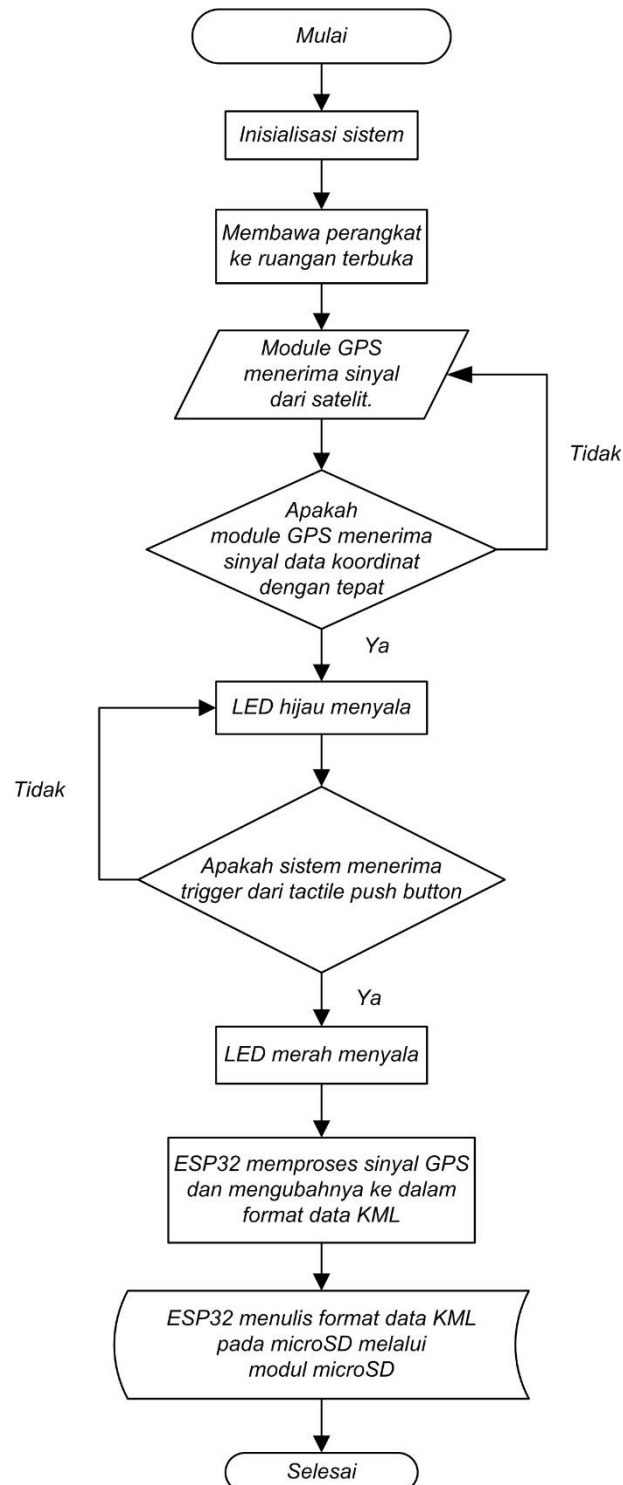 Mulai
Inisialisasi sistem
Membawa perangkat
ke ruangan terbuka
Module GPS
menerima sinyal
dari satelit.
Tidak
Apakah
module GPS menerima
sinyal data koordinat
dengan tepat
Ya
LED hijau menyala
Tidak
Apakah sistem menerima
trigger dari tactile push button
Ya
LED merah menyala
ESP32 memproses sinyal GPS
dan mengubahnya ke dalam
format data KML
ESP32 menulis format data KML
pada microSD melalui
modul microSD
Selesai